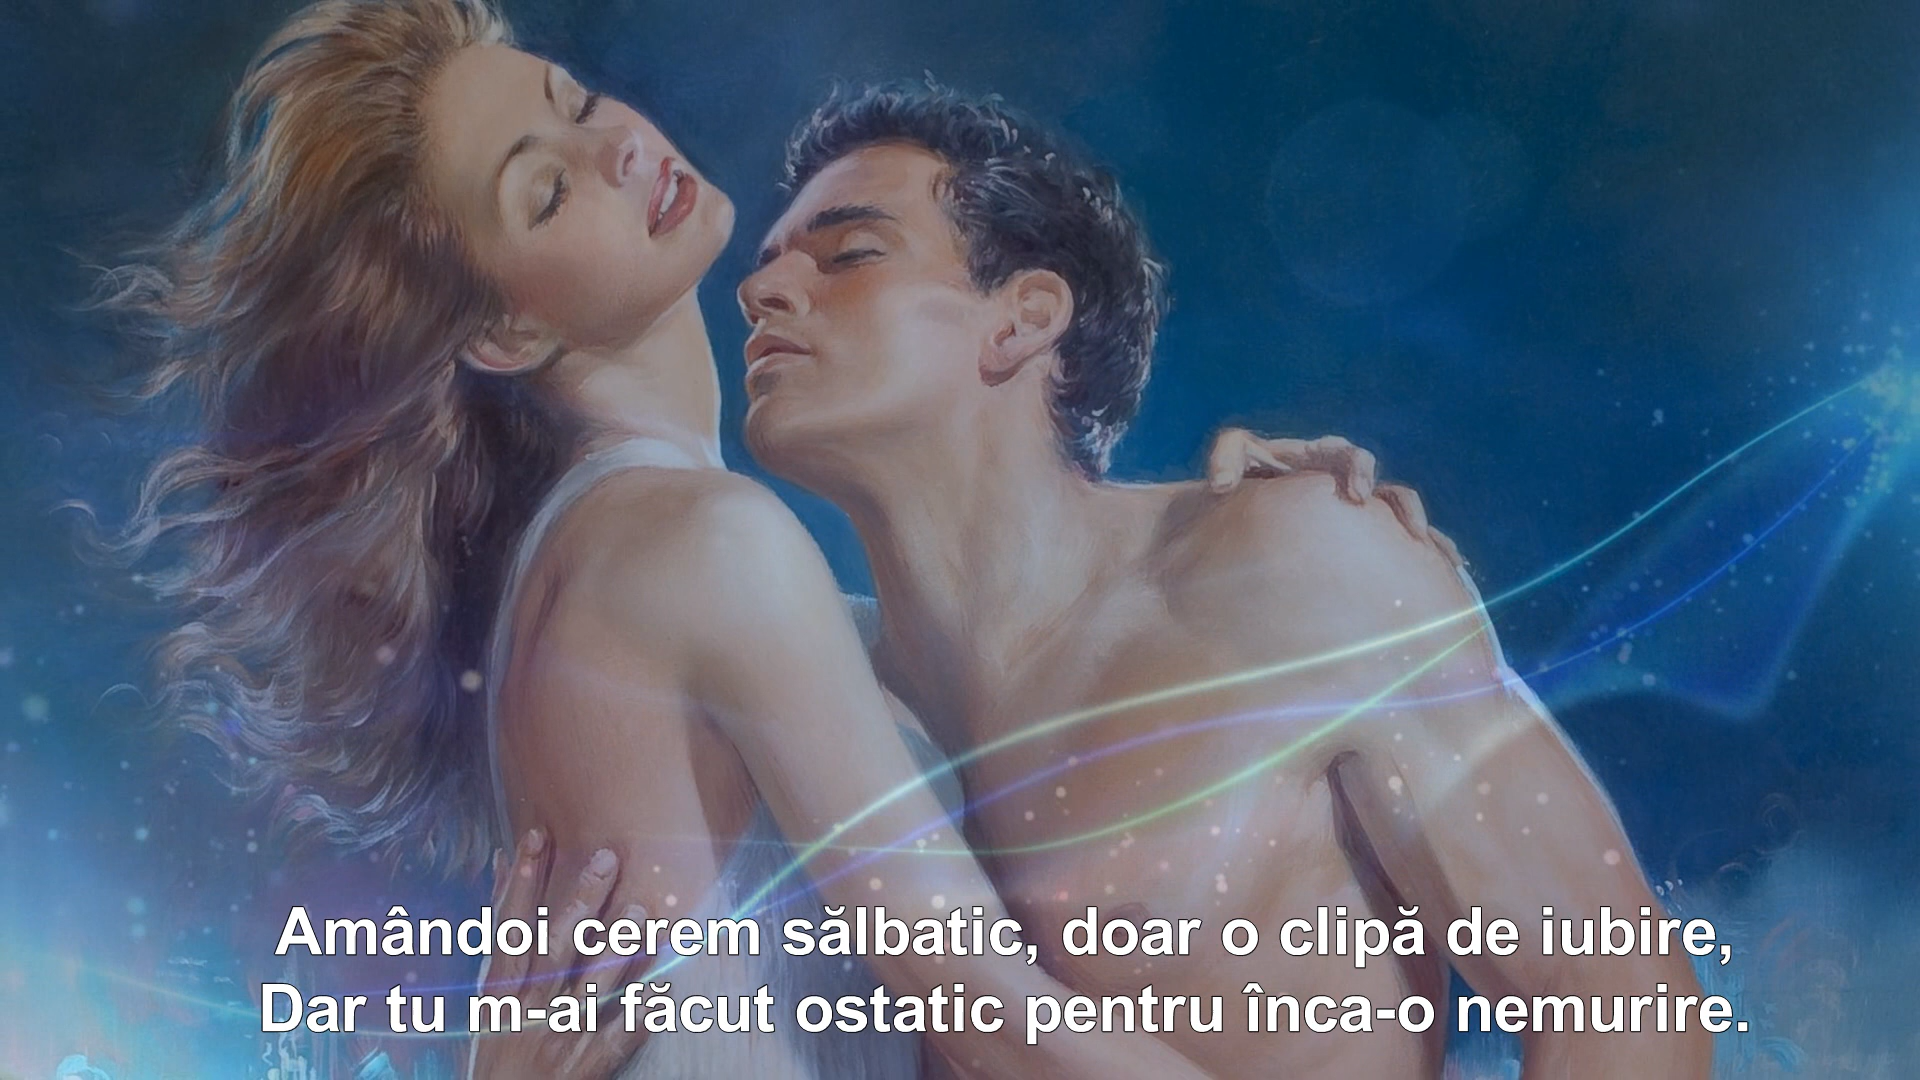 Amândoi cerem sălbatic, doar o clipă de iubire,
Dar tu m-ai făcut ostatic pentru înca-o nemurire.